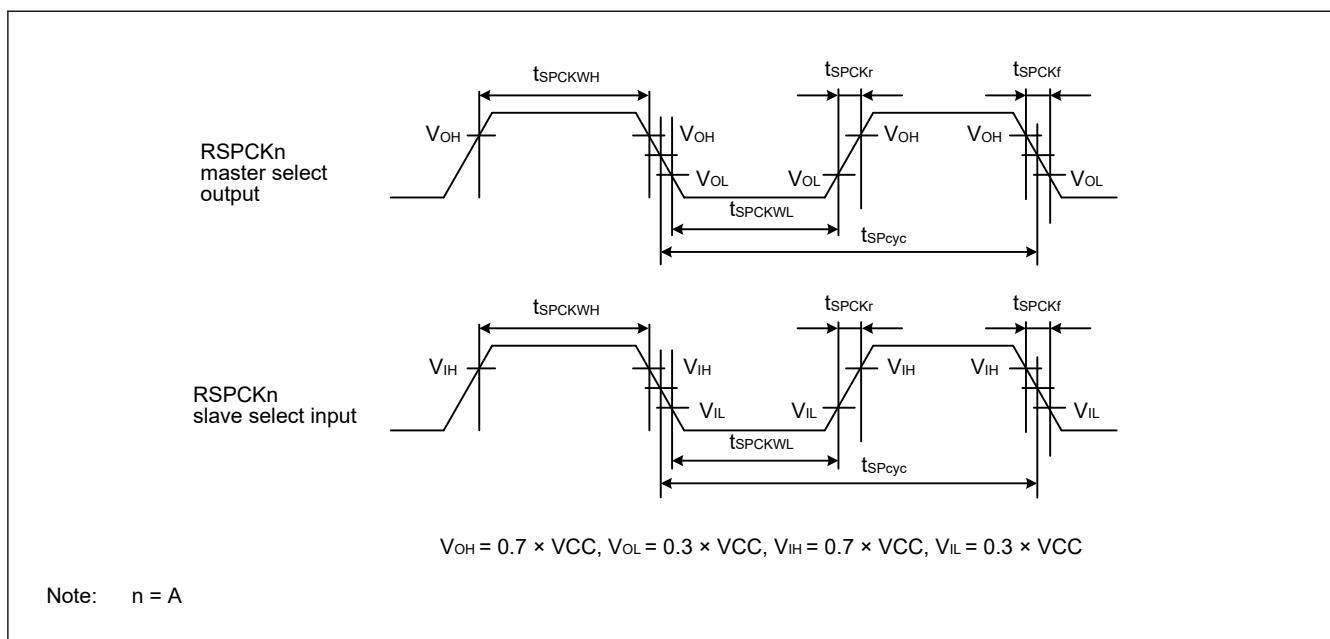 tSPCKWH tSPCKr tSPCKf
VOH VOH VOH VOH
RSPCKn
master select
output
VOL VOL VOL
tSPCKWL
tSPcyc
tSPCKWH tSPCKr tSPCKf
VIH VIH VIH VIH
RSPCKn
slave select input
VIL VIL VIL
tSPCKWL
tSPcyc
VOH = 0.7 × VCC, VOL = 0.3 × VCC, VIH = 0.7 × VCC, VIL = 0.3 × VCC
Note: n = A